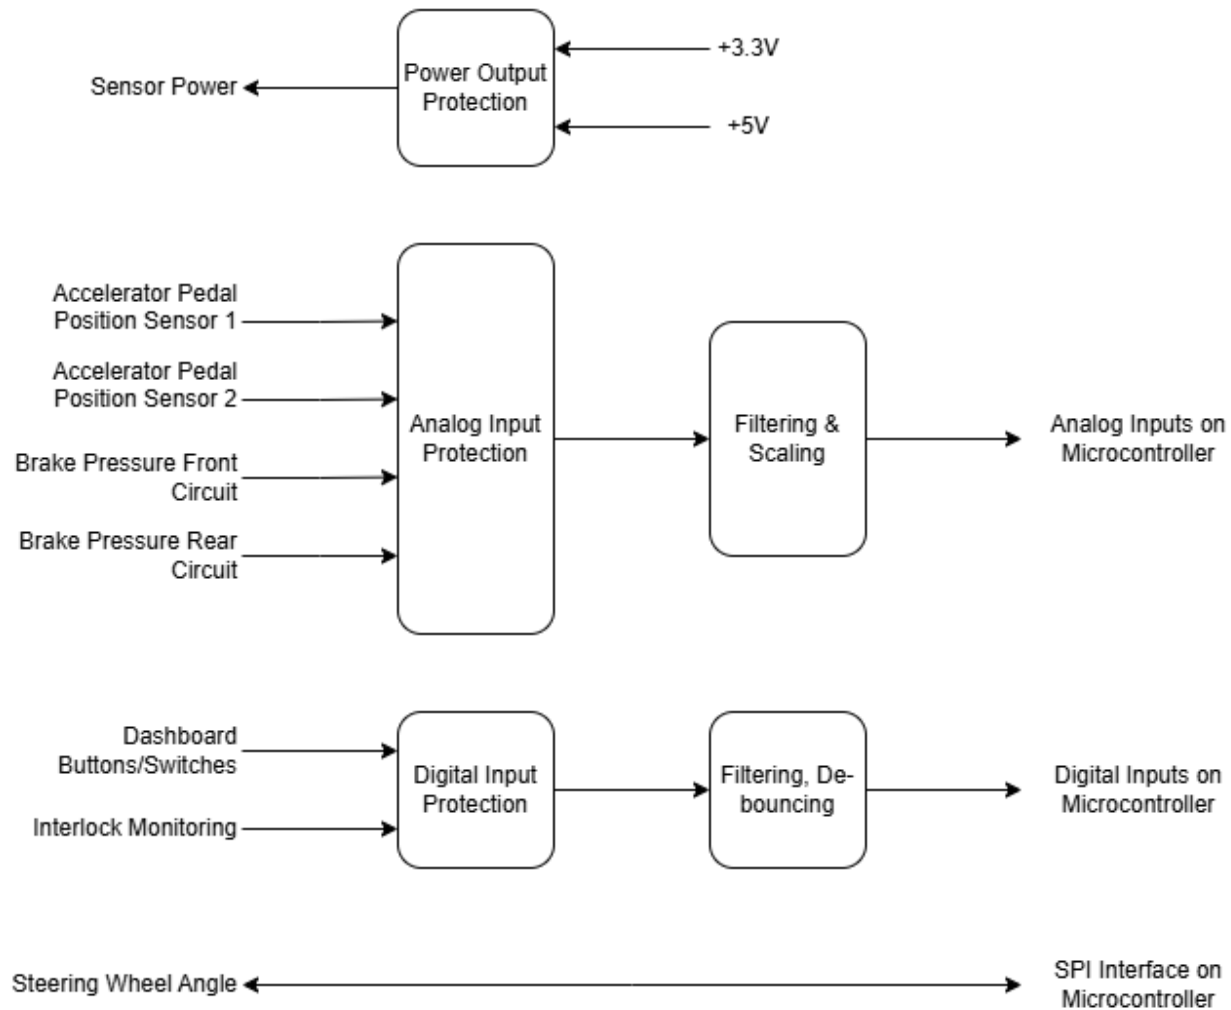 +3.3V
Sensor Power
Power Output
Protection
+5V
Accelerator Pedal
Position Sensor 1
Accelerator Pedal
Position Sensor 2
Brake Pressure Front
Circuit
Brake Pressure Rear
Circuit
Analog Input
Protection
Filtering &
Scaling
Analog Inputs on
Microcontroller
Dashboard
Buttons/Switches
Interlock Monitoring
Digital Input
Protection
Filtering, De-
bouncing
Digital Inputs on
Microcontroller
Steering Wheel Angle
SPI Interface on
Microcontroller